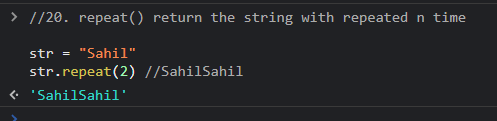 //20. repeat() return the string with repeated n time
str = "Sahil"
str.repeat(2) //SahilSahil
'SahilSahil'